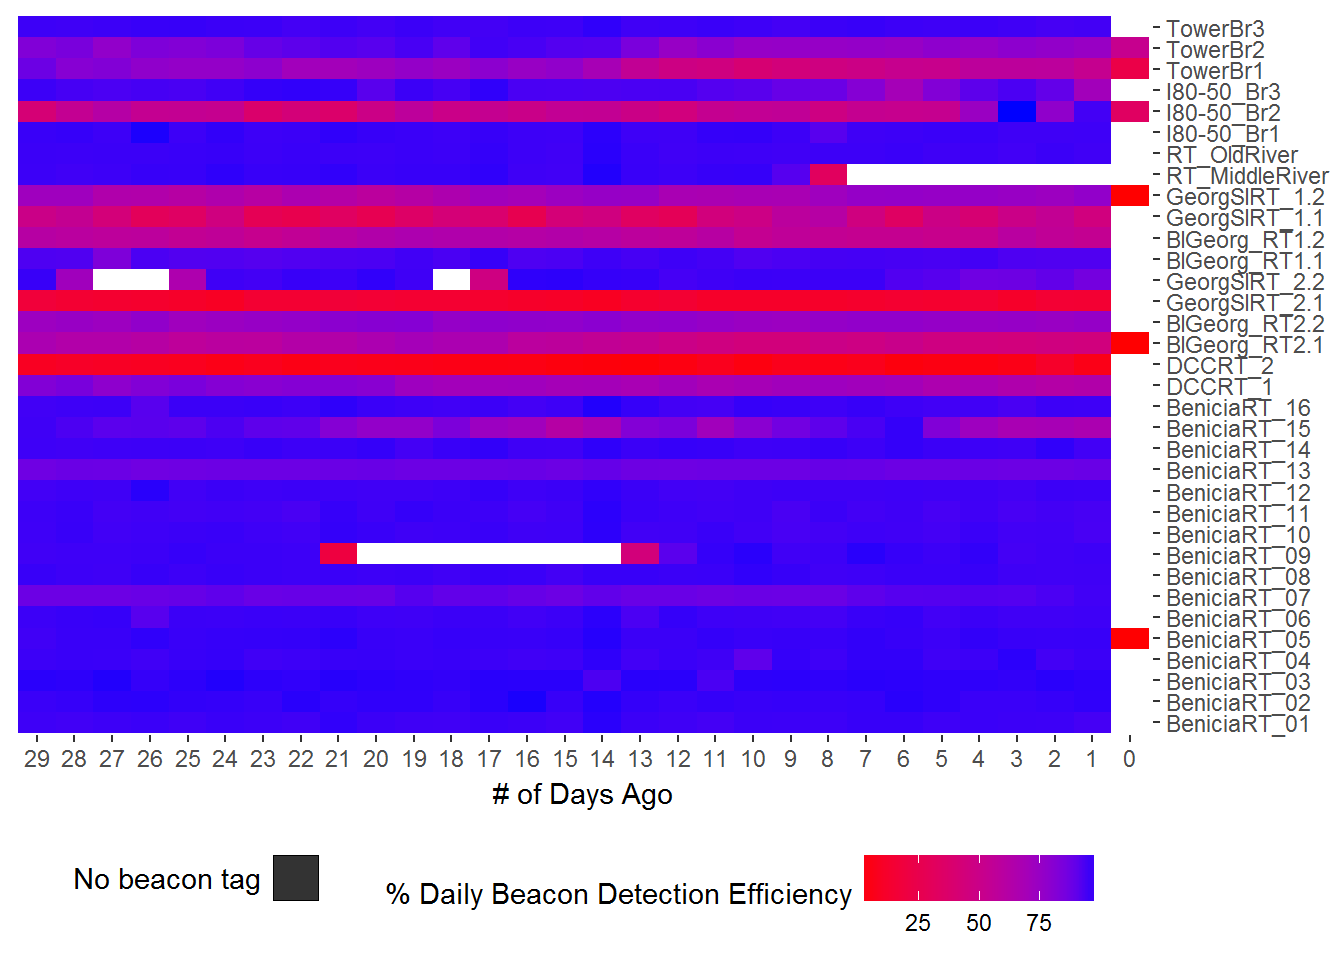 TowerBr3
TowerBr2
TowerBr1
I80-50_Br3
I80-50_Br2
I80-50_Br1
RT_OldRiver
RT_MiddleRiver
GeorgSlRT_1.2
GeorgSlRT_1.1
BlGeorg_RT1.2
BlGeorg_RT1.1
GeorgSlRT_2.2
GeorgSlRT_2.1
BlGeorg_RT2.2
BlGeorg_RT2.1
DCCRT_2
DCCRT_1
BeniciaRT_16
BeniciaRT_15
BeniciaRT_14
BeniciaRT_13
BeniciaRT_12
BeniciaRT_11
BeniciaRT_10
BeniciaRT_09
BeniciaRT_08
BeniciaRT_07
BeniciaRT_06
BeniciaRT_05
BeniciaRT_04
BeniciaRT_03
BeniciaRT_02
BeniciaRT_01
29 28 27 26 25 24 23 22 21 20 19 18 17 16 15 14 13 12 11 10 9 8 7 6 5 4 3 2 1 0
# of Days Ago
No beacon tag
% Daily Beacon Detection Efficiency
25 50 75